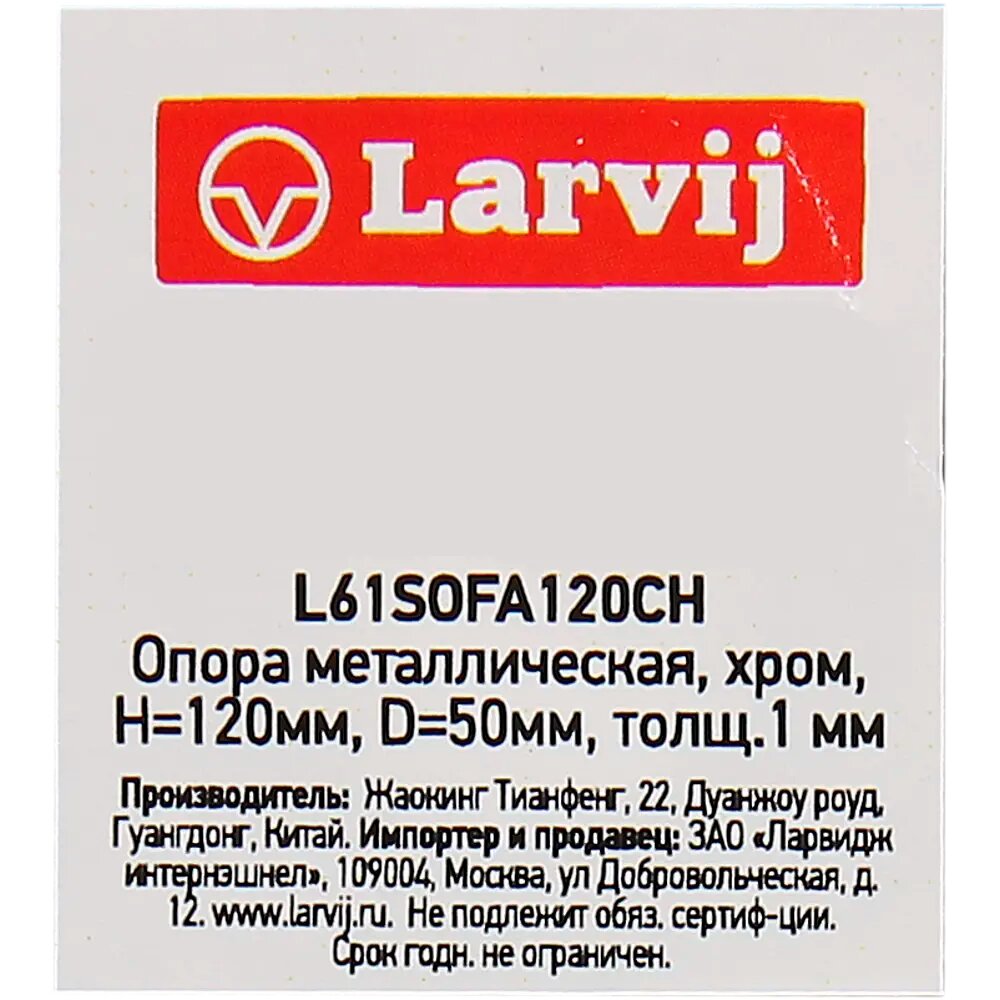 Larvij
L61SOFA120CH
Опора металлическая, хром,
H=120мм, D=50мм, толщ.1 мм
Производитель: Жаокинг Тианфенг, 22, Дуанжоу роуд,
Гуангдонг, Китай. Импортер и продавец: ЗАО «Ларвидж
интернэшнел», 109004, Москва, ул Добровольческая, д.
12. www.larvij.ru. Не подлежит обяз. сертиф-ции.
Срок годн. не ограничен.